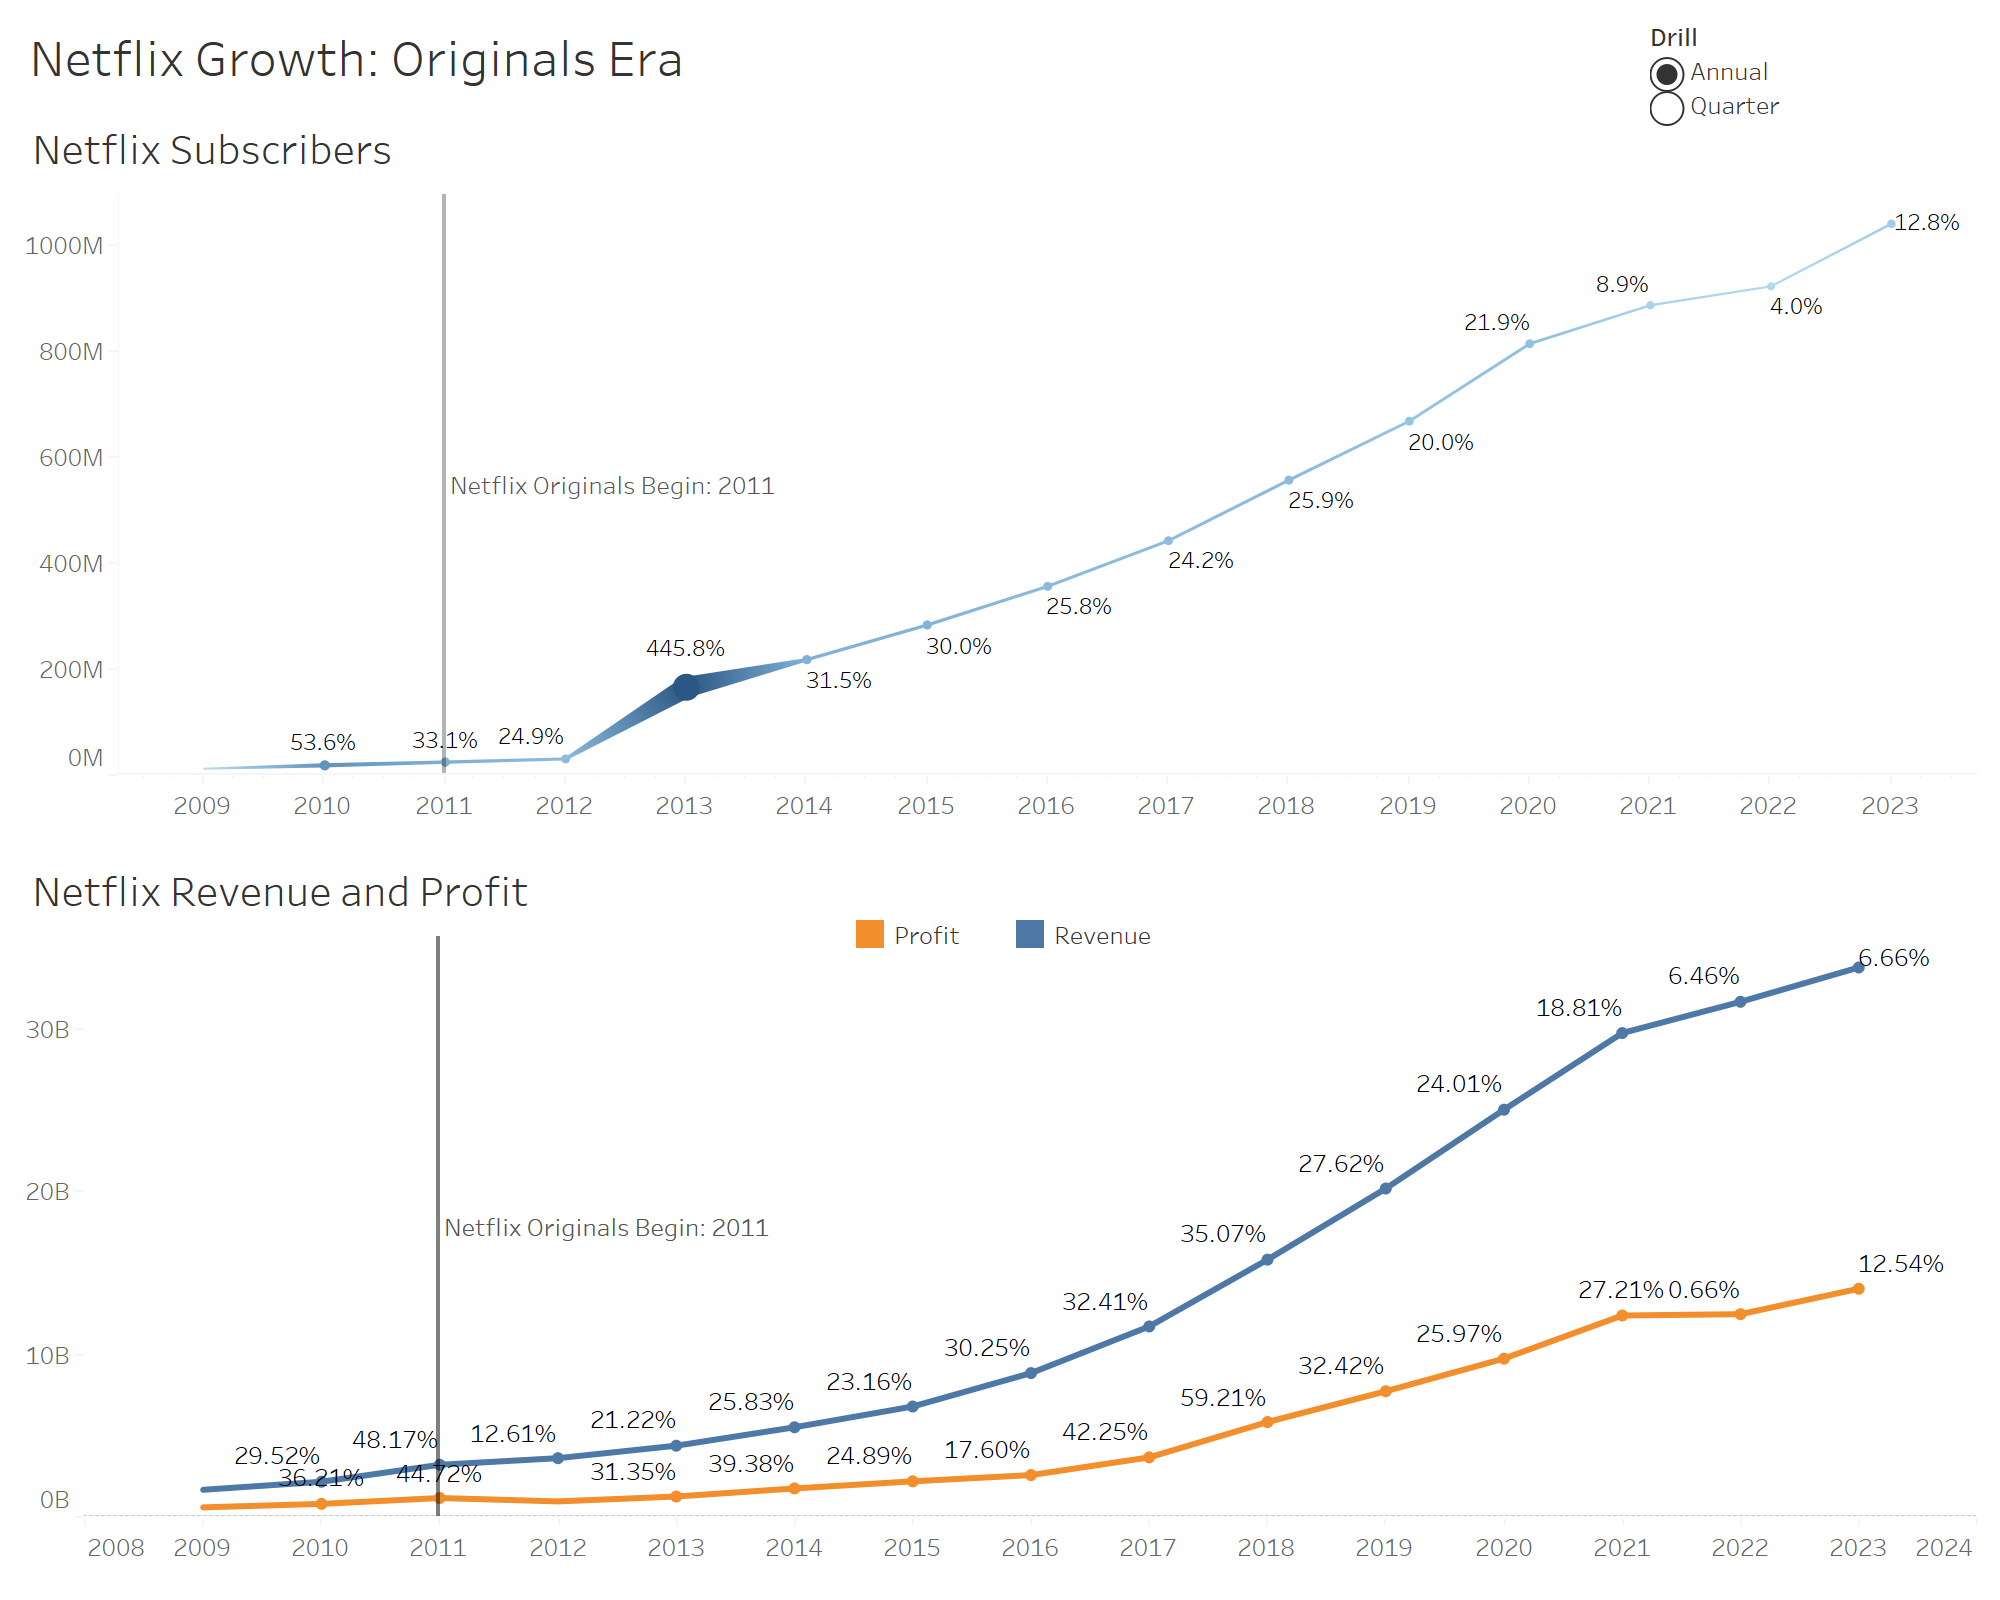 Netflix Growth: Originals Era
Drill
Annual
Quarter
Netflix Subscribers
1000M
800M
600M
400M
200M
0M
Netflix Originals Begin: 2011
53.6%
33.1%
24.9%
445.8%
31.5%
30.0%
25.8%
24.2%
25.9%
20.0%
21.9%
8.9%
4.0%
12.8%
2009 2010 2011 2012 2013 2014 2015 2016 2017 2018 2019 2020 2021 2022 2023
Netflix Revenue and Profit
Profit Revenue
30B
20B
10B
0B
Netflix Originals Begin: 2011
29.52%
48.17%
12.61%
21.22%
25.83%
23.16%
30.25%
32.41%
35.07%
27.62%
24.01%
18.81%
6.46%
6.66%
36.21%
44.72%
31.35%
39.38%
24.89%
17.60%
42.25%
59.21%
32.42%
25.97%
27.21%
0.66%
12.54%
2008 2009 2010 2011 2012 2013 2014 2015 2016 2017 2018 2019 2020 2021 2022 2023 2024